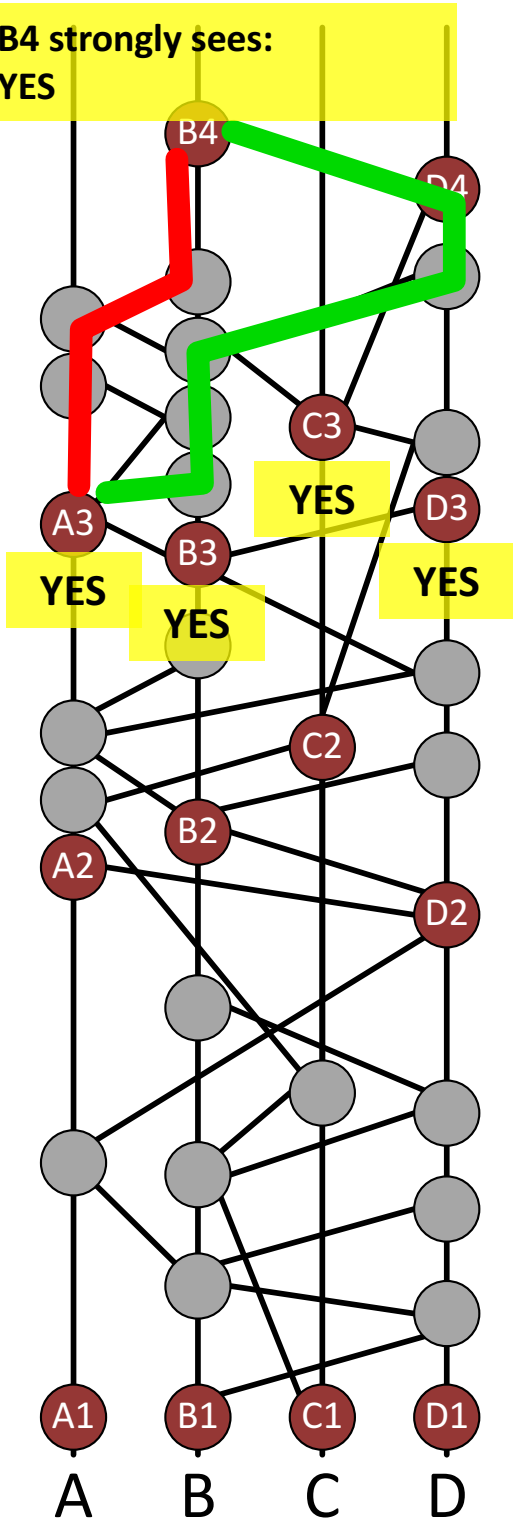 B4 strongly sees:
YES
B4
D4
C3
YES
D3
A3
B3
YES
YES
YES
C2
B2
A2
D2
A1 B1 C1 D1
A B C D